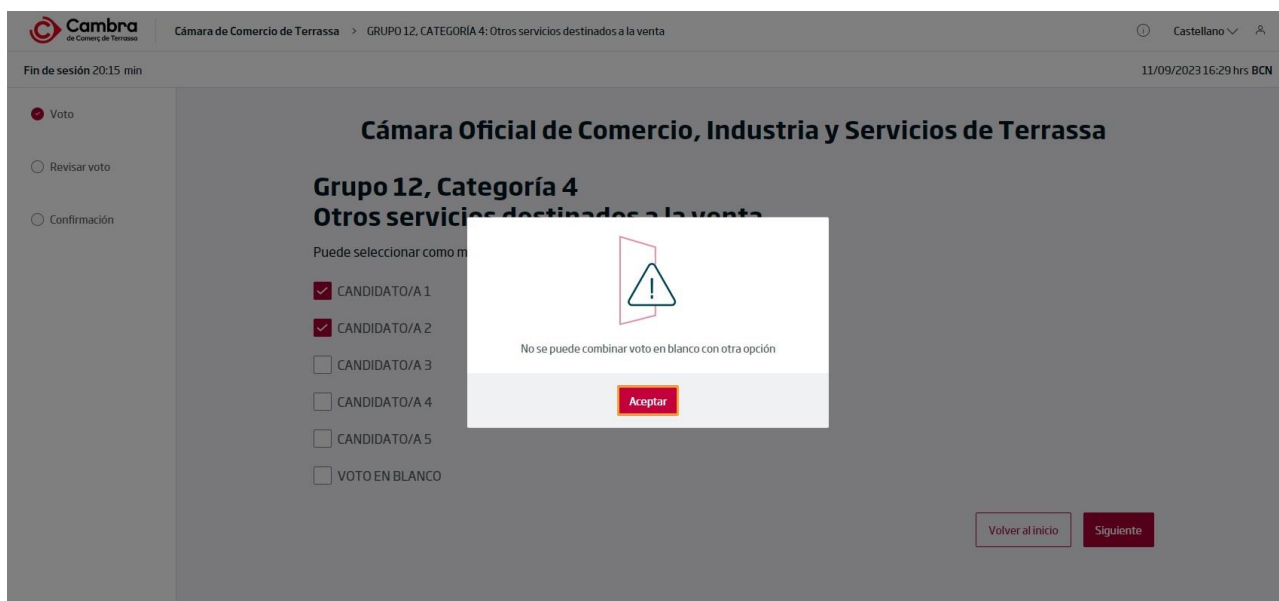 Cambra
de Comerç de Terrassa
Cámara de Comercio de Terrassa > GRUPO 12, CATEGORÍA 4: Otros servicios destinados a la venta
Castellano
Fin de sesión 20:15 min
11/09/2023 16:29 hrs BCN
Voto
Revisar voto
Confirmación
Cámara Oficial de Comercio, Industria y Servicios de Terrassa
Grupo 12, Categoría 4
Otros servicios destinados a la venta
Puede seleccionar como m
CANDIDATO/A 1
CANDIDATO/A 2
CANDIDATO/A 3
CANDIDATO/A 4
CANDIDATO/A 5
VOTO EN BLANCO
No se puede combinar voto en blanco con otra opción
Aceptar
Volver al inicio
Siguiente